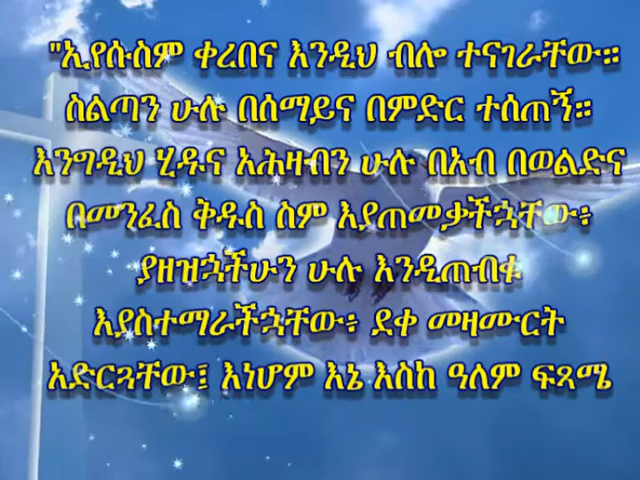 "ኢየሱስም ቀረበና እንዲህ ብሎ ተናገራቸው።
ስልጣን ሁሉ በሰማይና በምድር ተሰጠኝ።
እንግዲህ ሂዱና አሕዛብን ሁሉ በአብ በወልድና
በመንፈስ ቅዱስ ስም እያጠመቃችኋቸው፥
ያዘዝኋችሁን ሁሉ እንዲጠብቁ
እያስተማራችኋቸው፥ ደቀ መዛሙርት
አድርጓቸው፤ እነሆም እኔ እስከ ዓለም ፍጻሜ